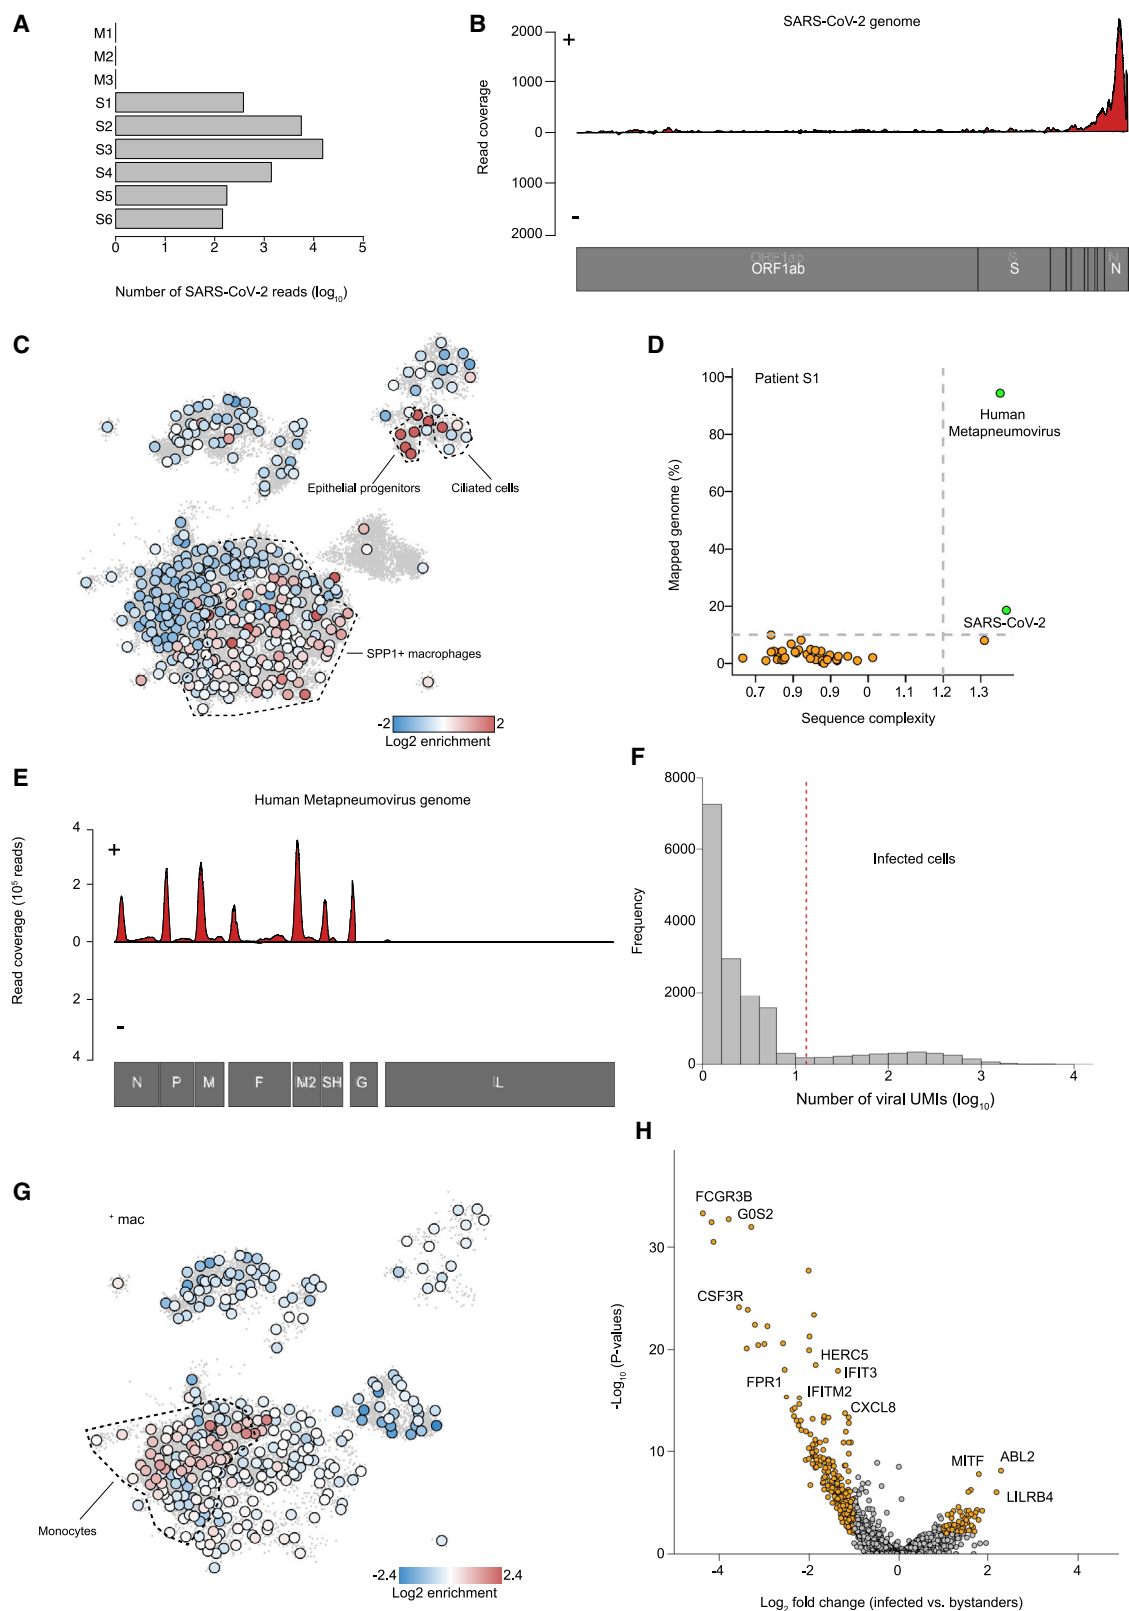 A
M1
M2
M3
S1
S2
S3
S4
S5
S6
0 1 2 3 4 5
Number of SARS-CoV-2 reads (log10)
B
SARS-CoV-2 genome
Read coverage
2000
1000
0
1000
2000
+
-
ORF1ab S N
C
Epithelial progenitors
Ciliated cells
SPP1+ macrophages
-2 2
Log2 enrichment
D
Patient S1
Human
Metapneumovirus
SARS-CoV-2
Mapped genome (%)
100
80
60
40
20
0
0.7 0.9 0.9 0 1.1 1.2 1.3
Sequence complexity
E
Human Metapneumovirus genome
Read coverage (10⁵ reads)
4
2
0
2
4
+
-
N P M F M2 SH G L
F
Infected cells
Frequency
8000
6000
4000
2000
0
0 1 2 3 4
Number of viral UMIs (log10)
G
+ mac
Monocytes
-2.4 2.4
Log2 enrichment
H
FCGR3B
G0S2
CSF3R
HERC5
IFIT3
FPR1
IFITM2
CXCL8
MITF
ABL2
LILRB4
-Log10 (P-values)
30
20
10
0
-4 -2 0 2 4
Log2 fold change (infected vs. bystanders)